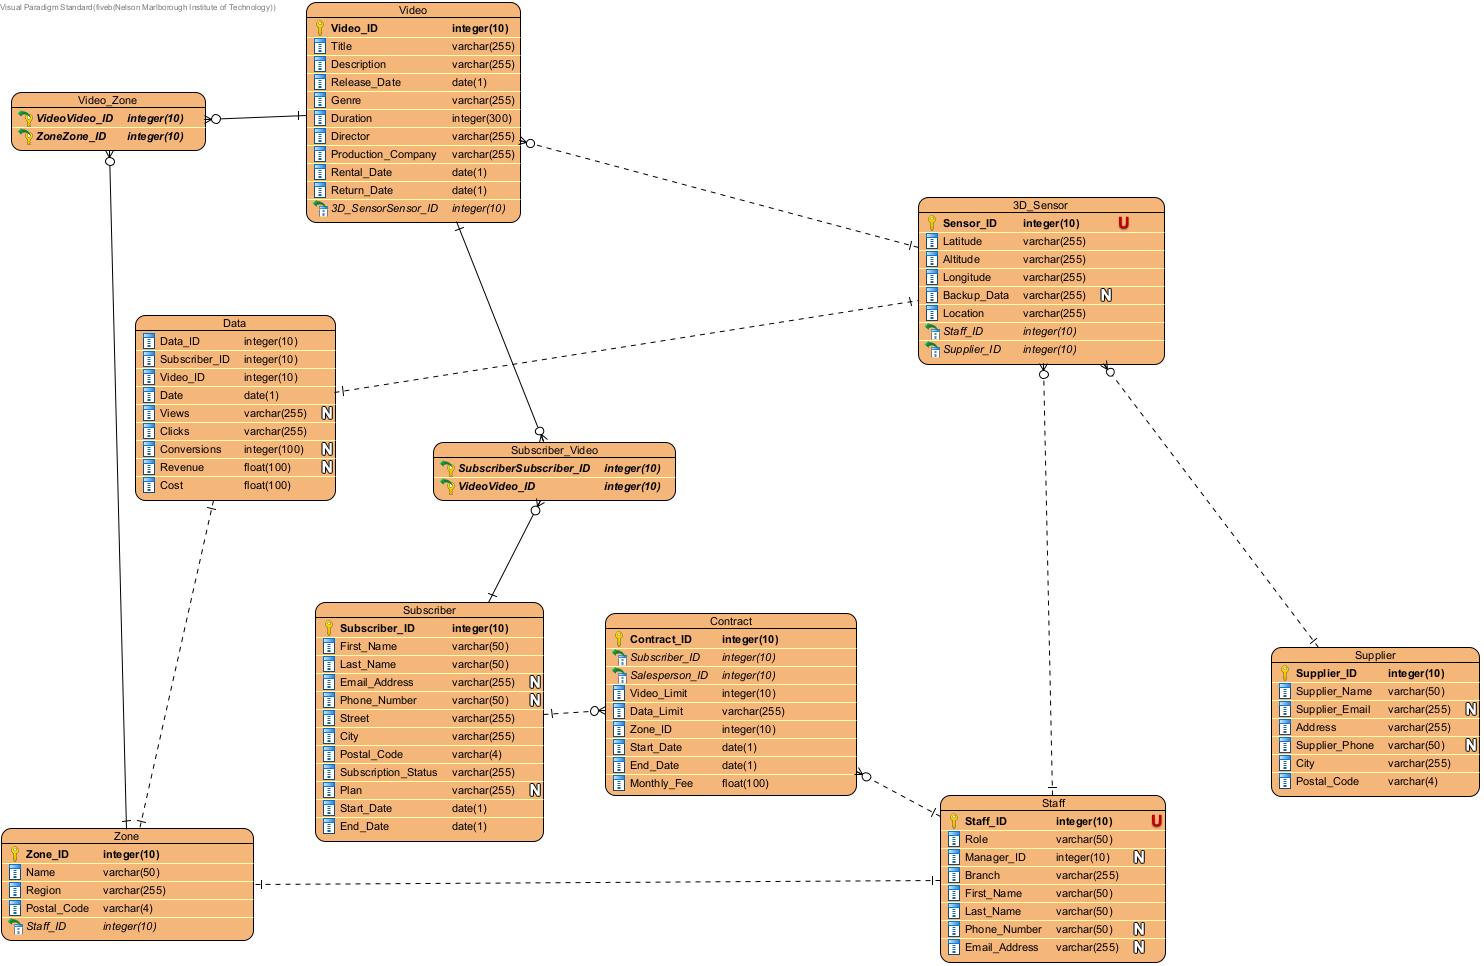 Visual Paradigm Standard(fiveb(Nelson Marlborough Institute of Technology))
Video
Video_ID integer(10)
Title varchar(255)
Description varchar(255)
Release_Date date(1)
Genre varchar(255)
Duration integer(300)
Director varchar(255)
Production_Company varchar(255)
Rental_Date date(1)
Return_Date date(1)
3D_SensorSensor_ID integer(10)
Video_Zone
VideoVideo_ID integer(10)
ZoneZone_ID integer(10)
3D_Sensor
Sensor_ID integer(10) U
Latitude varchar(255)
Altitude varchar(255)
Longitude varchar(255)
Backup_Data varchar(255) N
Location varchar(255)
Staff_ID integer(10)
Supplier_ID integer(10)
Data
Data_ID integer(10)
Subscriber_ID integer(10)
Video_ID integer(10)
Date date(1)
Views varchar(255) N
Clicks varchar(255)
Conversions integer(100) N
Revenue float(100) N
Cost float(100)
Subscriber_Video
SubscriberSubscriber_ID integer(10)
VideoVideo_ID integer(10)
Subscriber
Subscriber_ID integer(10)
First_Name varchar(50)
Last_Name varchar(50)
Email_Address varchar(255) N
Phone_Number varchar(50) N
Street varchar(255)
City varchar(255)
Postal_Code varchar(4)
Subscription_Status varchar(255)
Plan varchar(255) N
Start_Date date(1)
End_Date date(1)
Contract
Contract_ID integer(10)
Subscriber_ID integer(10)
Salesperson_ID integer(10)
Video_Limit integer(10)
Data_Limit varchar(255)
Zone_ID integer(10)
Start_Date date(1)
End_Date date(1)
Monthly_Fee float(100)
Supplier
Supplier_ID integer(10)
Supplier_Name varchar(50)
Supplier_Email varchar(255) N
Address varchar(255)
Supplier_Phone varchar(50) N
City varchar(255)
Postal_Code varchar(4)
Staff
Staff_ID integer(10) U
Role varchar(50)
Manager_ID integer(10) N
Branch varchar(255)
First_Name varchar(50)
Last_Name varchar(50)
Phone_Number varchar(50) N
Email_Address varchar(255) N
Zone
Zone_ID integer(10)
Name varchar(50)
Region varchar(255)
Postal_Code varchar(4)
Staff_ID integer(10)